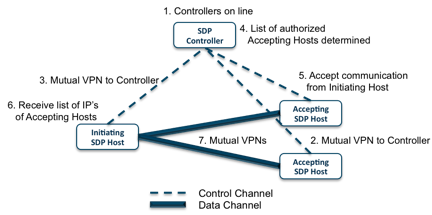 1. Controllers on line
SDP
Controller
4. List of authorized
Accepting Hosts determined
3. Mutual VPN to Controller
5. Accept communication
from Initiating Host
6. Receive list of IP's
of Accepting Hosts
Accepting
SDP Host
Initiating
SDP Host
7. Mutual VPNs
2. Mutual VPN to Controller
Accepting
SDP Host
Control Channel
Data Channel